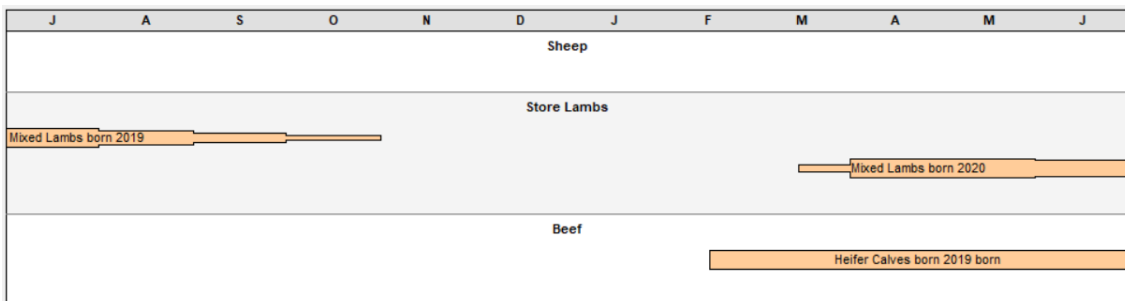 J A S O N D J F M A M J
Sheep
Store Lambs
Mixed Lambs born 2019
Mixed Lambs born 2020
Beef
Heifer Calves born 2019 born